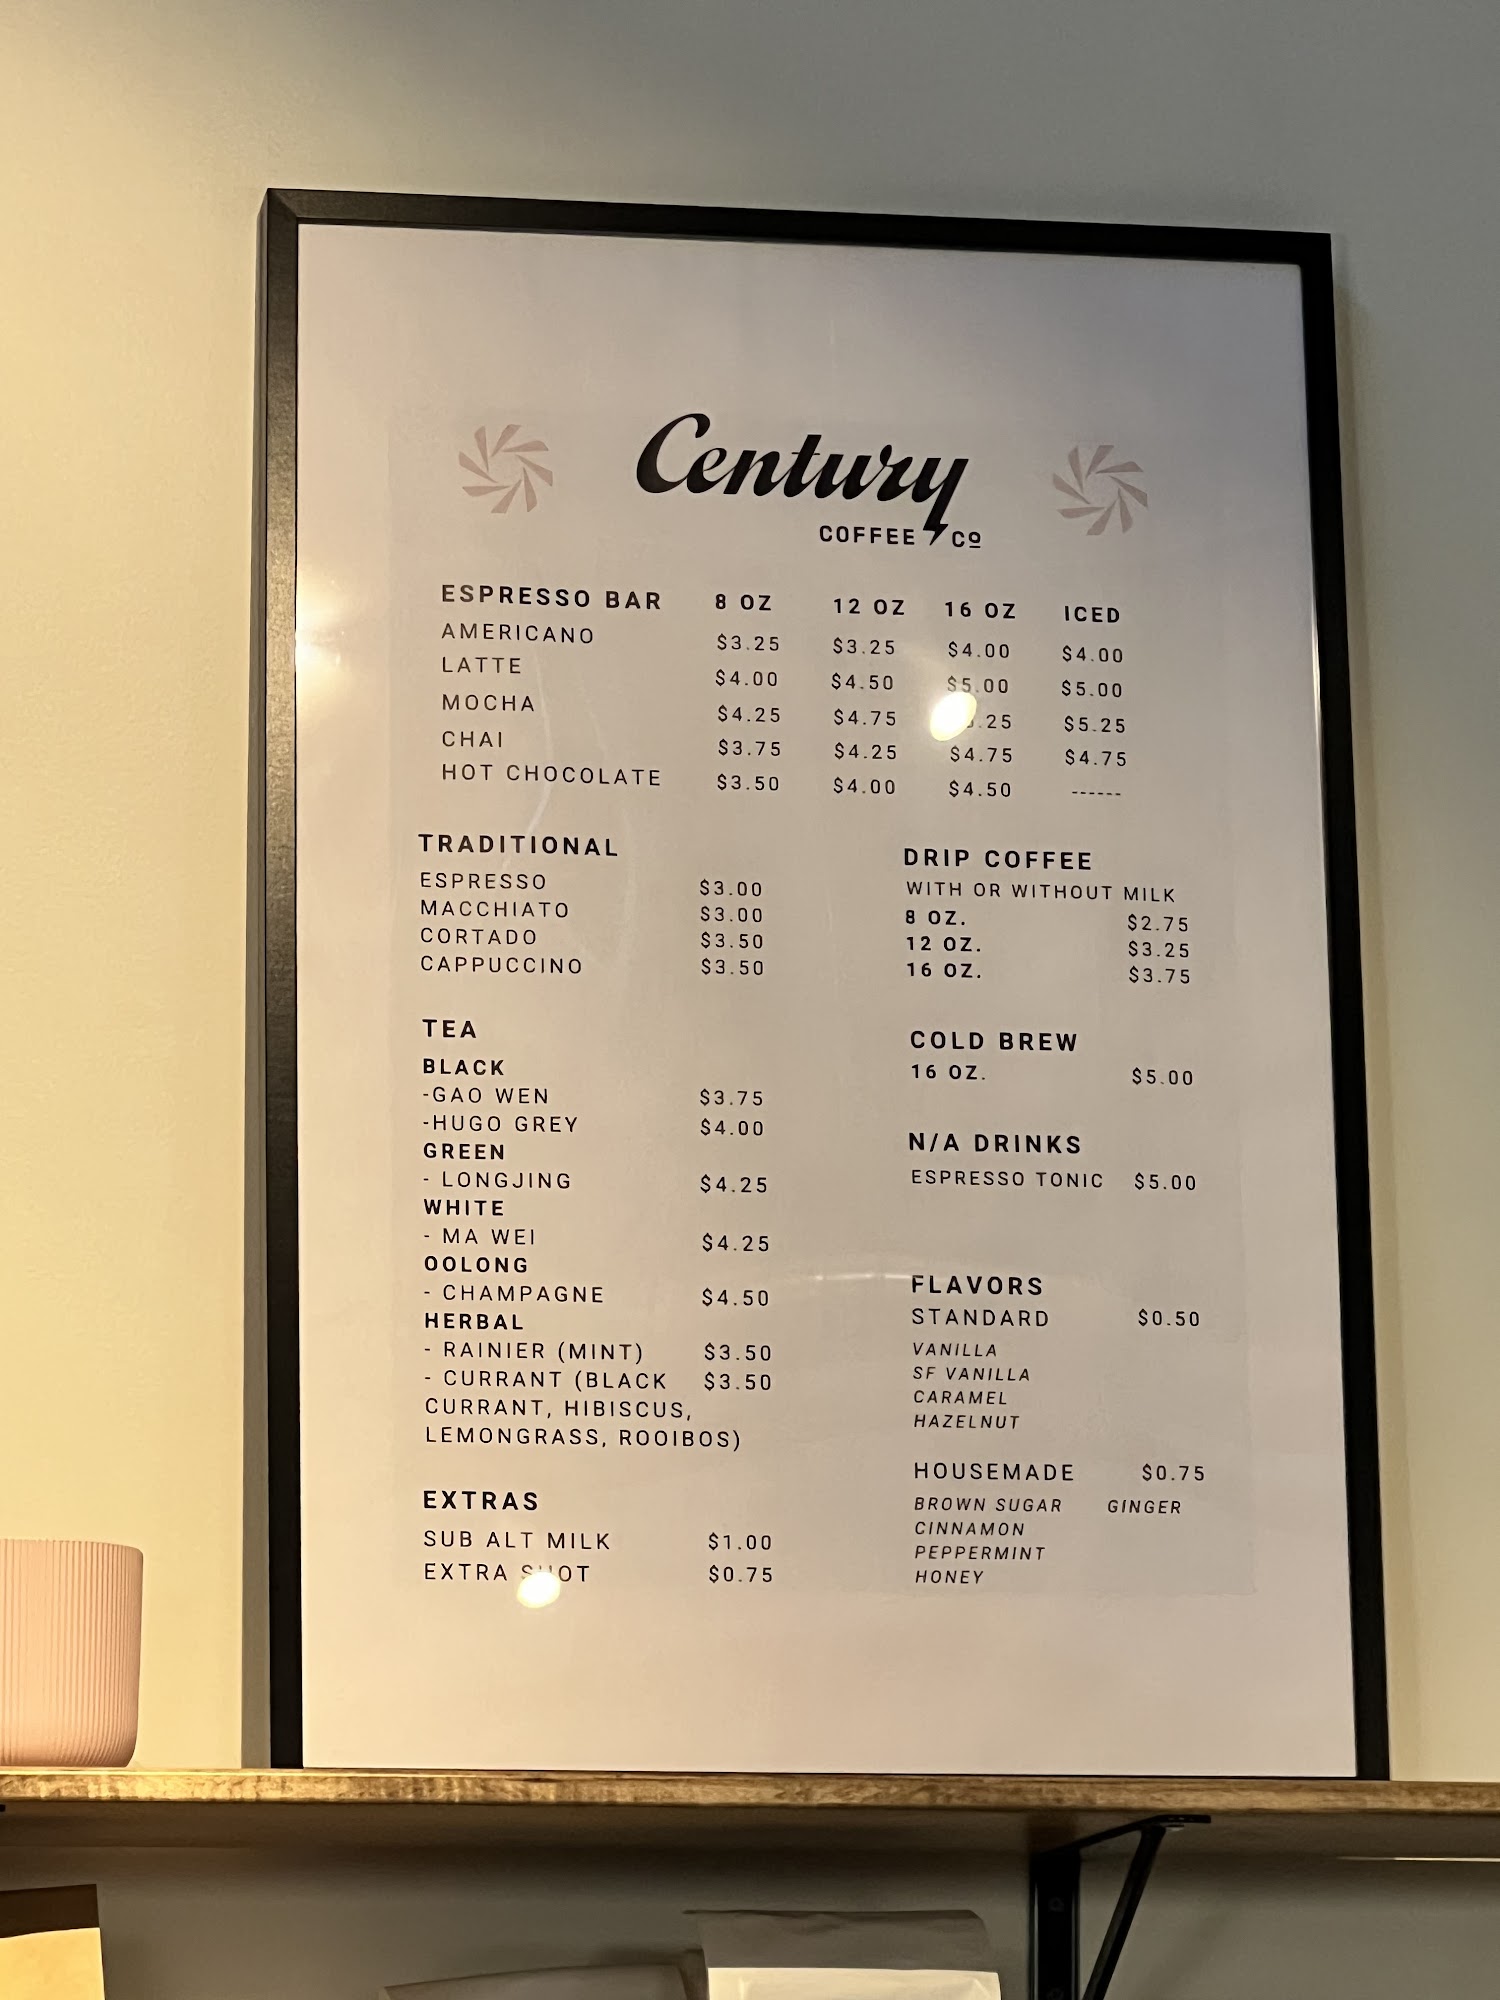 Century
COFFEE Co
ESPRESSO BAR 8 OZ 12 OZ 16 OZ ICED
AMERICANO $3.25 $3.25 $4.00 $4.00
LATTE $4.00 $4.50 $5.00 $5.00
MOCHA $4.25 $4.75 .25 $5.25
CHAI $3.75 $4.25 $4.75 $4.75
HOT CHOCOLATE $3.50 $4.00 $4.50 ------
TRADITIONAL
ESPRESSO $3.00
MACCHIATO $3.00
CORTADO $3.50
CAPPUCCINO $3.50
DRIP COFFEE
WITH OR WITHOUT MILK
8 OZ. $2.75
12 OZ. $3.25
16 OZ. $3.75
TEA
BLACK
-GAO WEN $3.75
-HUGO GREY $4.00
GREEN
- LONGJING $4.25
WHITE
- MA WEI $4.25
OOLONG
- CHAMPAGNE $4.50
HERBAL
- RAINIER (MINT) $3.50
- CURRANT (BLACK $3.50
CURRANT, HIBISCUS,
LEMONGRASS, ROOIBOS)
COLD BREW
16 OZ. $5.00
N/A DRINKS
ESPRESSO TONIC $5.00
EXTRAS
SUB ALT MILK $1.00
EXTRA SHOT $0.75
FLAVORS
STANDARD $0.50
VANILLA
SF VANILLA
CARAMEL
HAZELNUT
HOUSEMADE $0.75
BROWN SUGAR GINGER
CINNAMON
PEPPERMINT
HONEY